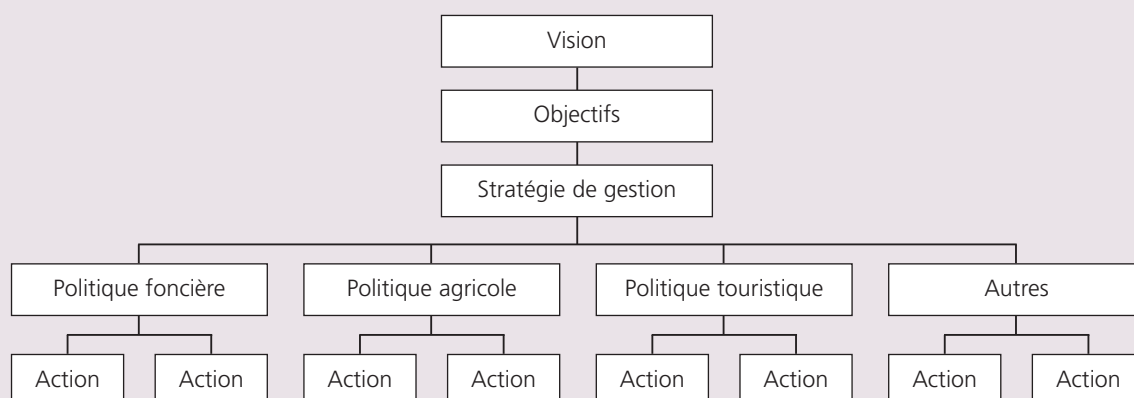 Vision
Objectifs
Stratégie de gestion
Politique foncière Politique agricole Politique touristique Autres
Action Action Action Action Action Action Action Action